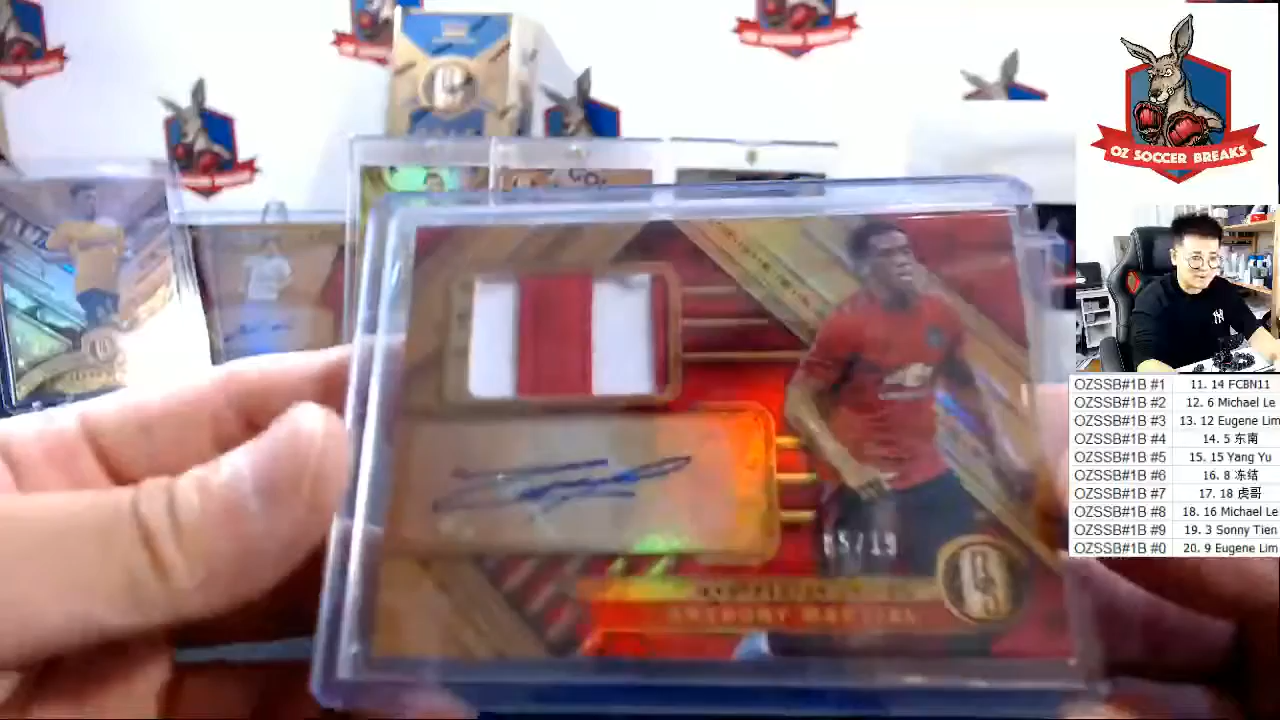 OZ SOCCER BREAKS
05/19
ANTHONY MARTIAL
OZSSB#1B #1 11. 14 FCBN11
OZSSB#1B #2 12. 6 Michael Le
OZSSB#1B #3 13. 12 Eugene Lim
OZSSB#1B #4 14. 5 东南
OZSSB#1B #5 15. 15 Yang Yu
OZSSB#1B #6 16. 8 冻结
OZSSB#1B #7 17. 18 虎哥
OZSSB#1B #8 18. 16 Michael Le
OZSSB#1B #9 19. 3 Sonny Tien
OZSSB#1B #0 20. 9 Eugene Lim